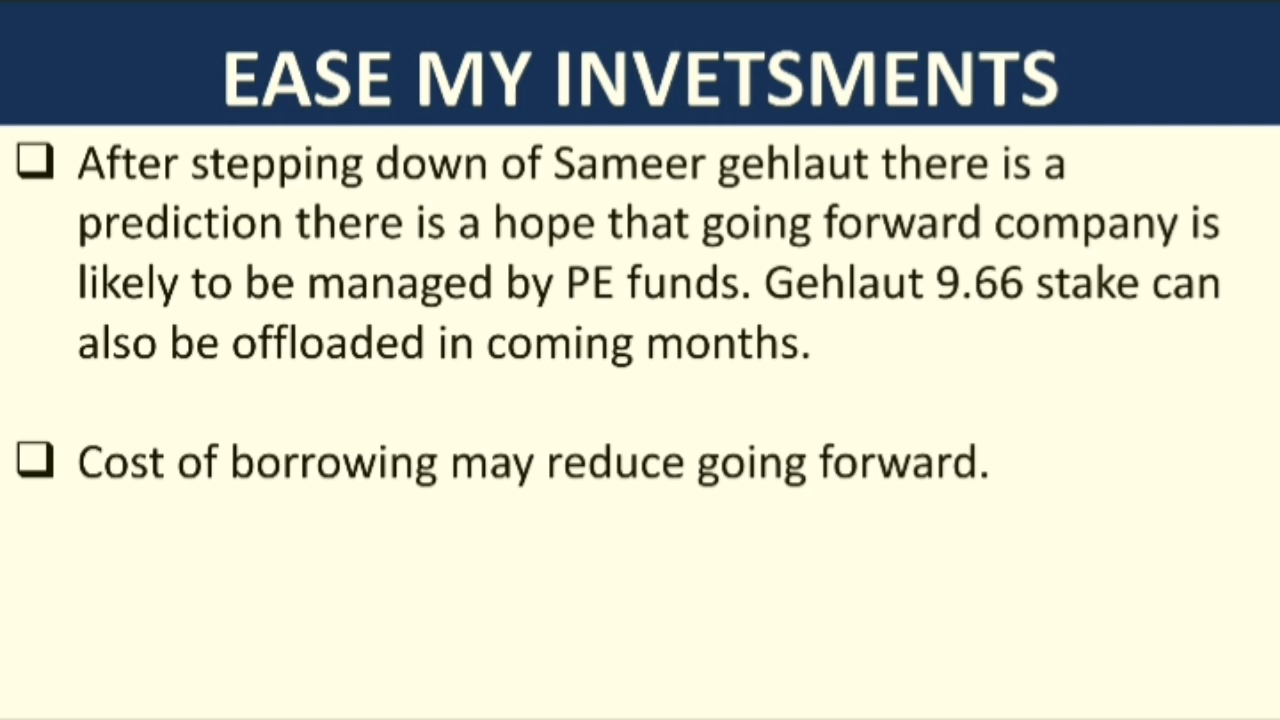 EASE MY INVETSMENTS
After stepping down of Sameer gehlaut there is a
prediction there is a hope that going forward company is
likely to be managed by PE funds. Gehlaut 9.66 stake can
also be offloaded in coming months.
Cost of borrowing may reduce going forward.